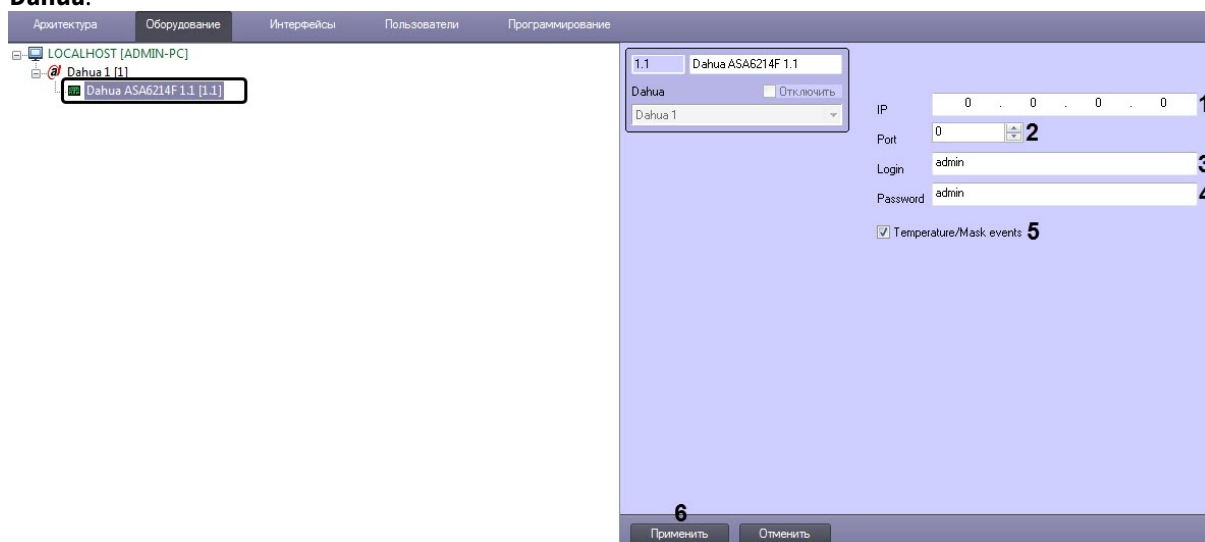 Dahua.
Архитектура Оборудование Интерфейсы Пользователи Программирование
LOCALHOST [ADMIN-PC]
Dahua 1 [1]
Dahua ASA6214F 1.1 [1.1]
1.1 Dahua ASA6214F 1.1
Dahua Отключить
Dahua 1
IP 0 . 0 . 0 . 0 1
Port 0 2
Login admin 3
Password admin 4
Temperature/Mask events 5
6
Применить Отменить